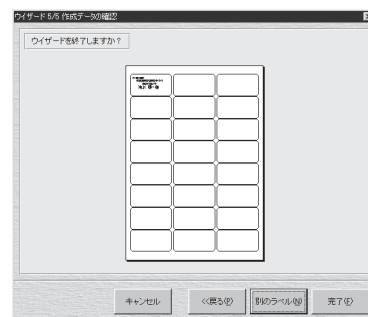 ウイザード 5/5 作成データの確認
ウイザードを終了しますか？
キャンセル
<<戻る(P)
別のラベル(N)
完了(F)